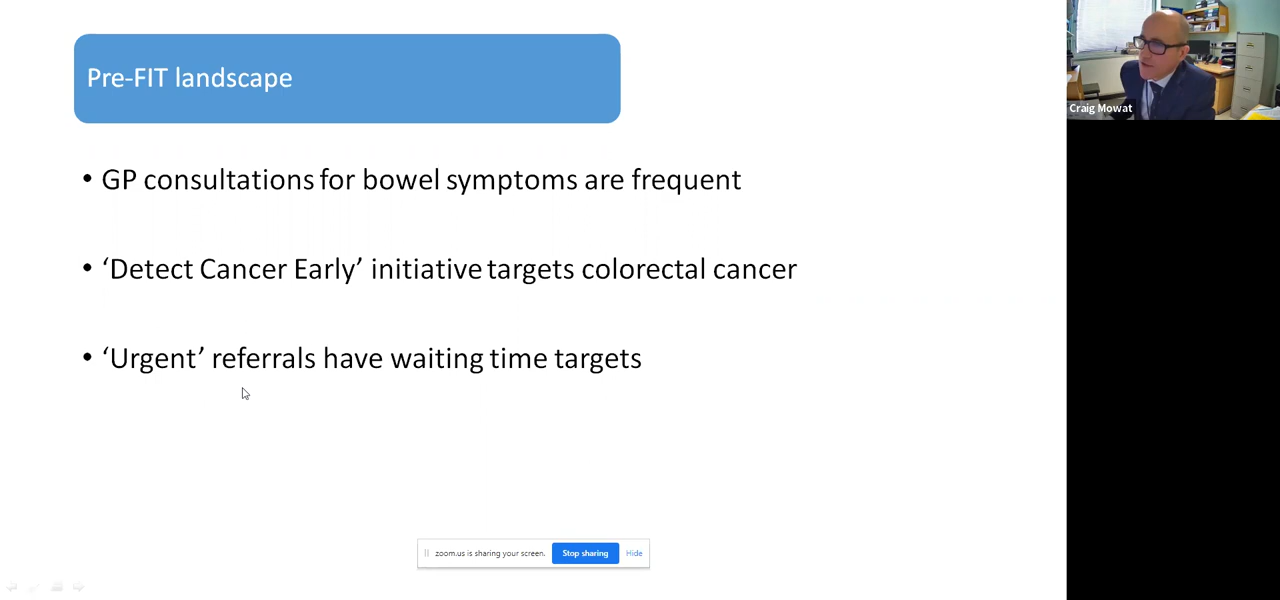 Pre-FIT landscape
Craig Mowat
• GP consultations for bowel symptoms are frequent
• ‘Detect Cancer Early’ initiative targets colorectal cancer
• ‘Urgent’ referrals have waiting time targets
zoom.us is sharing your screen. Stop sharing Hide